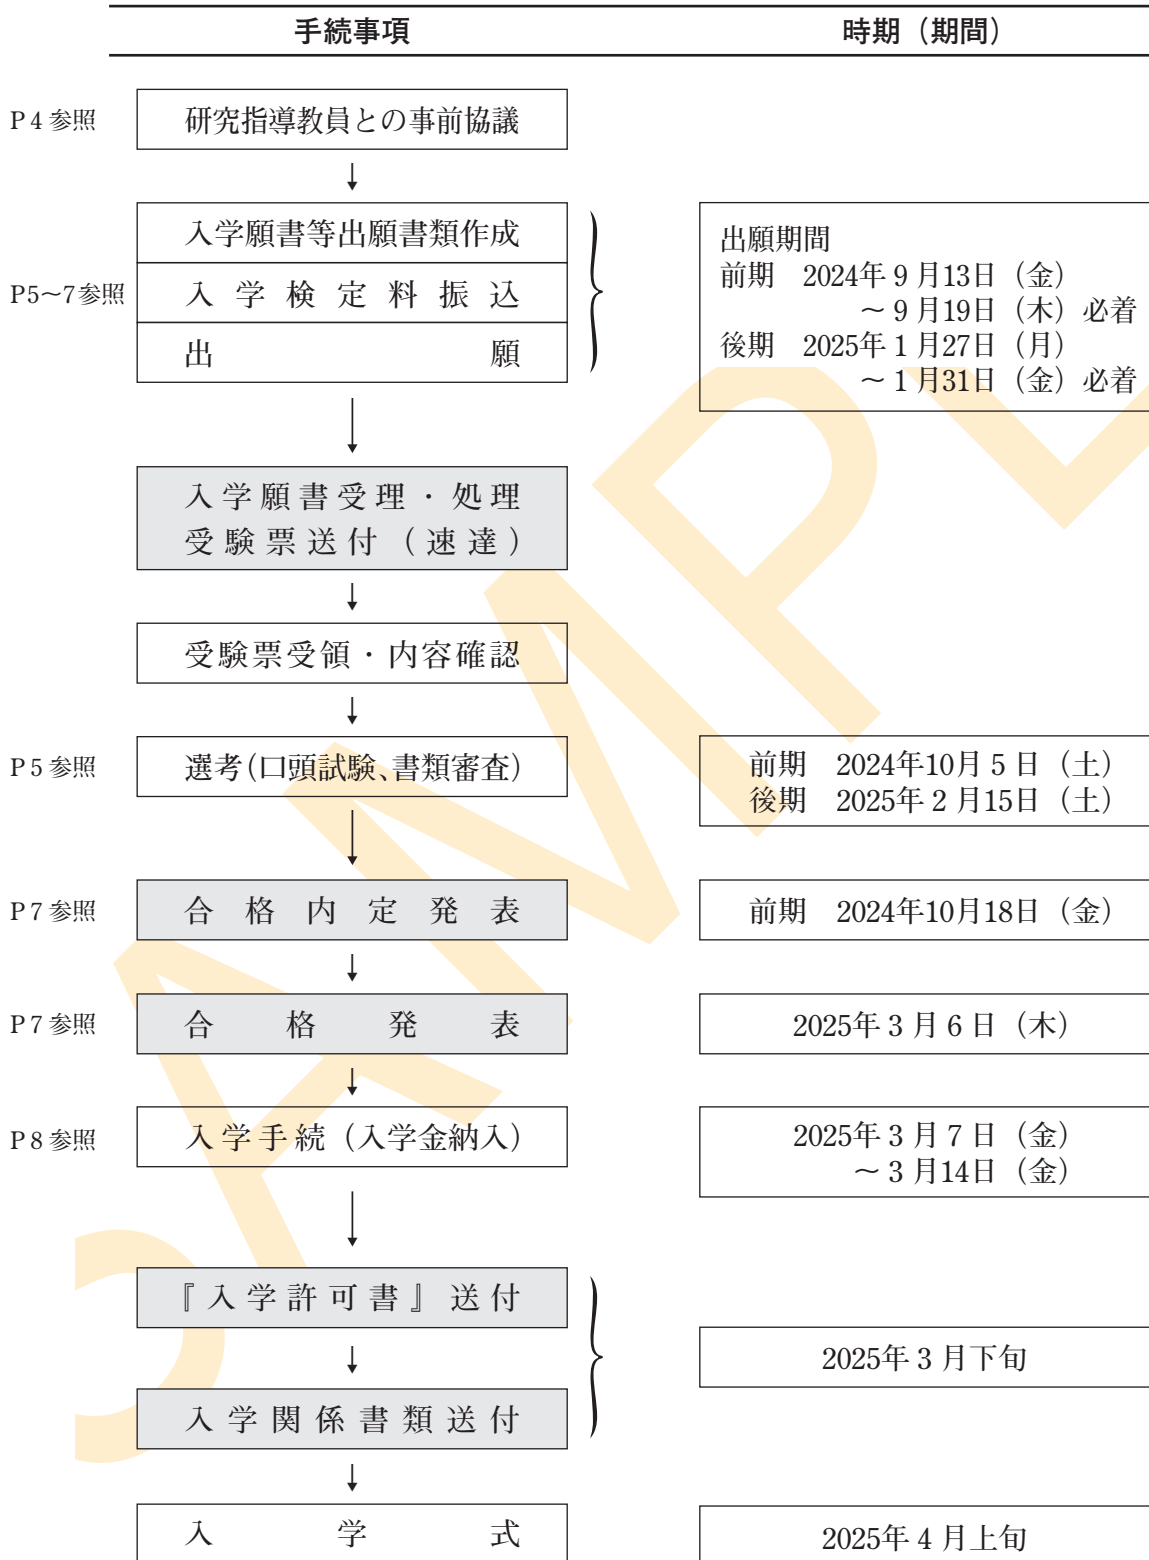 手続事項 時期（期間）
P4参照 研究指導教員との事前協議
入学願書等出願書類作成
P5～7参照 入学検定料振込
出願
出願期間
前期 2024年9月13日（金）
～9月19日（木）必着
後期 2025年1月27日（月）
～1月31日（金）必着
入学願書受理・処理
受験票送付（速達）
受験票受領・内容確認
P5参照 選考(口頭試験、書類審査)
前期 2024年10月5日（土）
後期 2025年2月15日（土）
P7参照 合格内定発表 前期 2024年10月18日（金）
P7参照 合格発表 2025年3月6日（木）
P8参照 入学手続（入学金納入）
2025年3月7日（金）
～3月14日（金）
『入学許可書』送付
2025年3月下旬
入学関係書類送付
入学式 2025年4月上旬
SAMPL